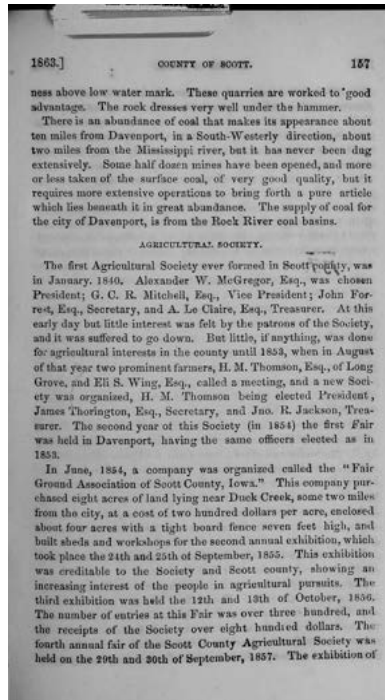 1863.] COUNTY OF SCOTT. 157
ness above low water mark. These quarries are worked to good
advantage. The rock dresses very well under the hammer.
There is an abundance of coal that makes its appearance about
ten miles from Davenport, in a South-Westerly direction, about
two miles from the Mississippi river, but it has never been dug
extensively. Some half dozen mines have been opened, and more
or less taken of the surface coal, of very good quality, but it
requires more extensive operations to bring forth a pure article
which lies beneath it in great abundance. The supply of coal for
the city of Davenport, is from the Rock River coal basins.
AGRICULTURAL SOCIETY.
The first Agricultural Society ever formed in Scott county, was
in January. 1840. Alexander W. McGregor, Esq., was chosen
President; G. C. R. Mitchell, Esq., Vice President; John For-
rest, Esq., Secretary, and A. Le Claire, Esq., Treasurer. At this
early day but little interest was felt by the patrons of the Society,
and it was suffered to go down. But little, if anything, was done
for agricultural interests in the county until 1853, when in August
of that year two prominent farmers, H. M. Thomson, Esq., of Long
Grove, and Eli S. Wing, Esq., called a meeting, and a new Soci-
ety was organized, H. M. Thomson being elected President,
James Thorington, Esq., Secretary, and Jno. R. Jackson, Trea-
surer. The second year of this Society (in 1854) the first Fair
was held in Davenport, having the same officers elected as in
1853.
In June, 1854, a company was organized called the "Fair
Ground Association of Scott County, Iowa." This company pur-
chased eight acres of land lying near Duck Creek, some two miles
from the city, at a cost of two hundred dollars per acre, enclosed
about four acres with a tight board fence seven feet high, and
built sheds and workshops for the second annual exhibition, which
took place the 24th and 25th of September, 1855. This exhibition
was creditable to the Society and Scott county, showing an
increasing interest of the people in agricultural pursuits. The
third exhibition was held the 12th and 13th of October, 1856.
The number of entries at this Fair was over three hundred, and
the receipts of the Society over eight hundred dollars. The
fourth annual fair of the Scott County Agricultural Society was
held on the 29th and 30th of September, 1857. The exhibition of